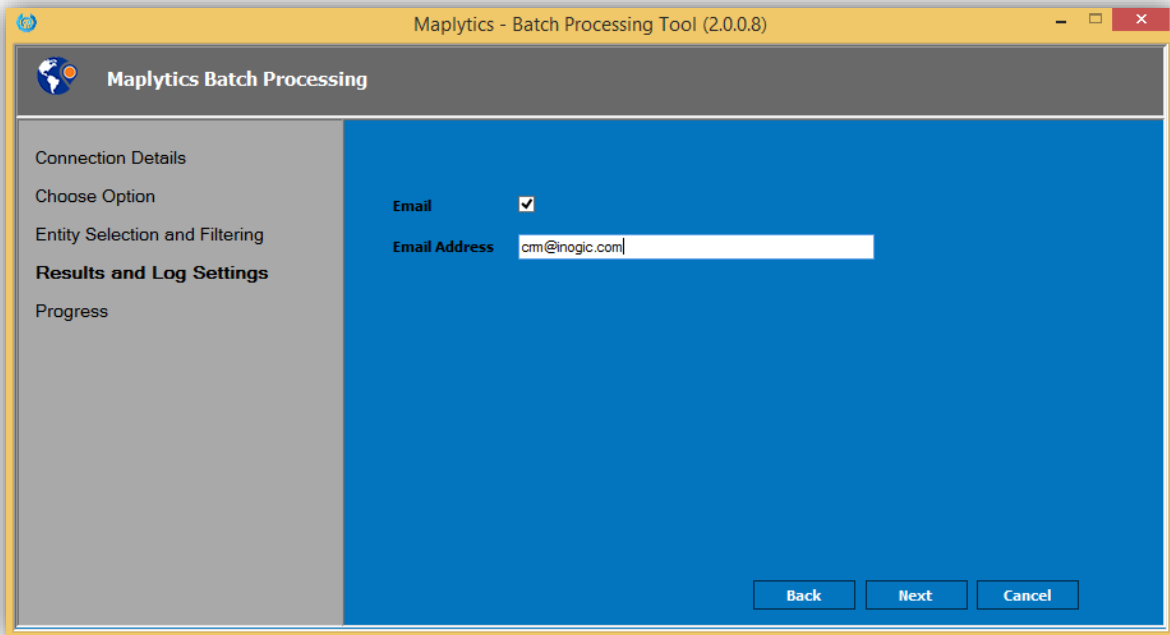 Maplytics - Batch Processing Tool (2.0.0.8)
Maplytics Batch Processing
Connection Details
Choose Option
Entity Selection and Filtering
Results and Log Settings
Progress
Email
Email Address crm@inogic.com
Back Next Cancel